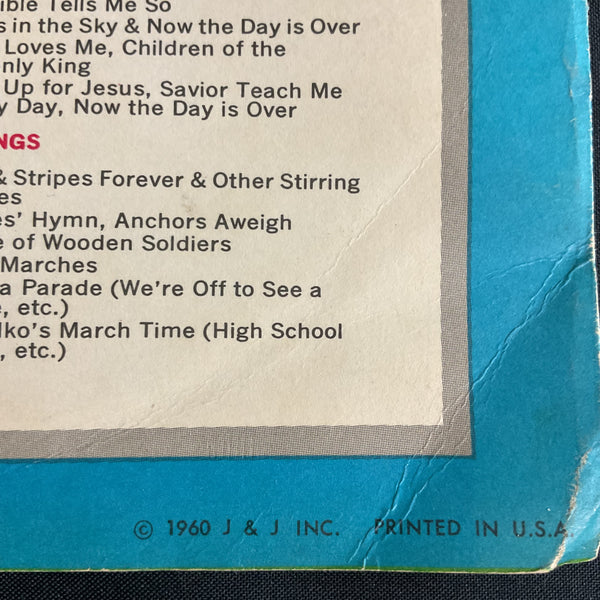 ible Tells Me So
s in the Sky & Now the Day is Over
Loves Me, Children of the
nly King
Up for Jesus, Savior Teach Me
y Day, Now the Day is Over
NGS
& Stripes Forever & Other Stirring
es
es' Hymn, Anchors Aweigh
e of Wooden Soldiers
Marches
a Parade (We're Off to See a
, etc.)
lko's March Time (High School
, etc.)
© 1960 J & J INC. PRINTED IN U.S.A.